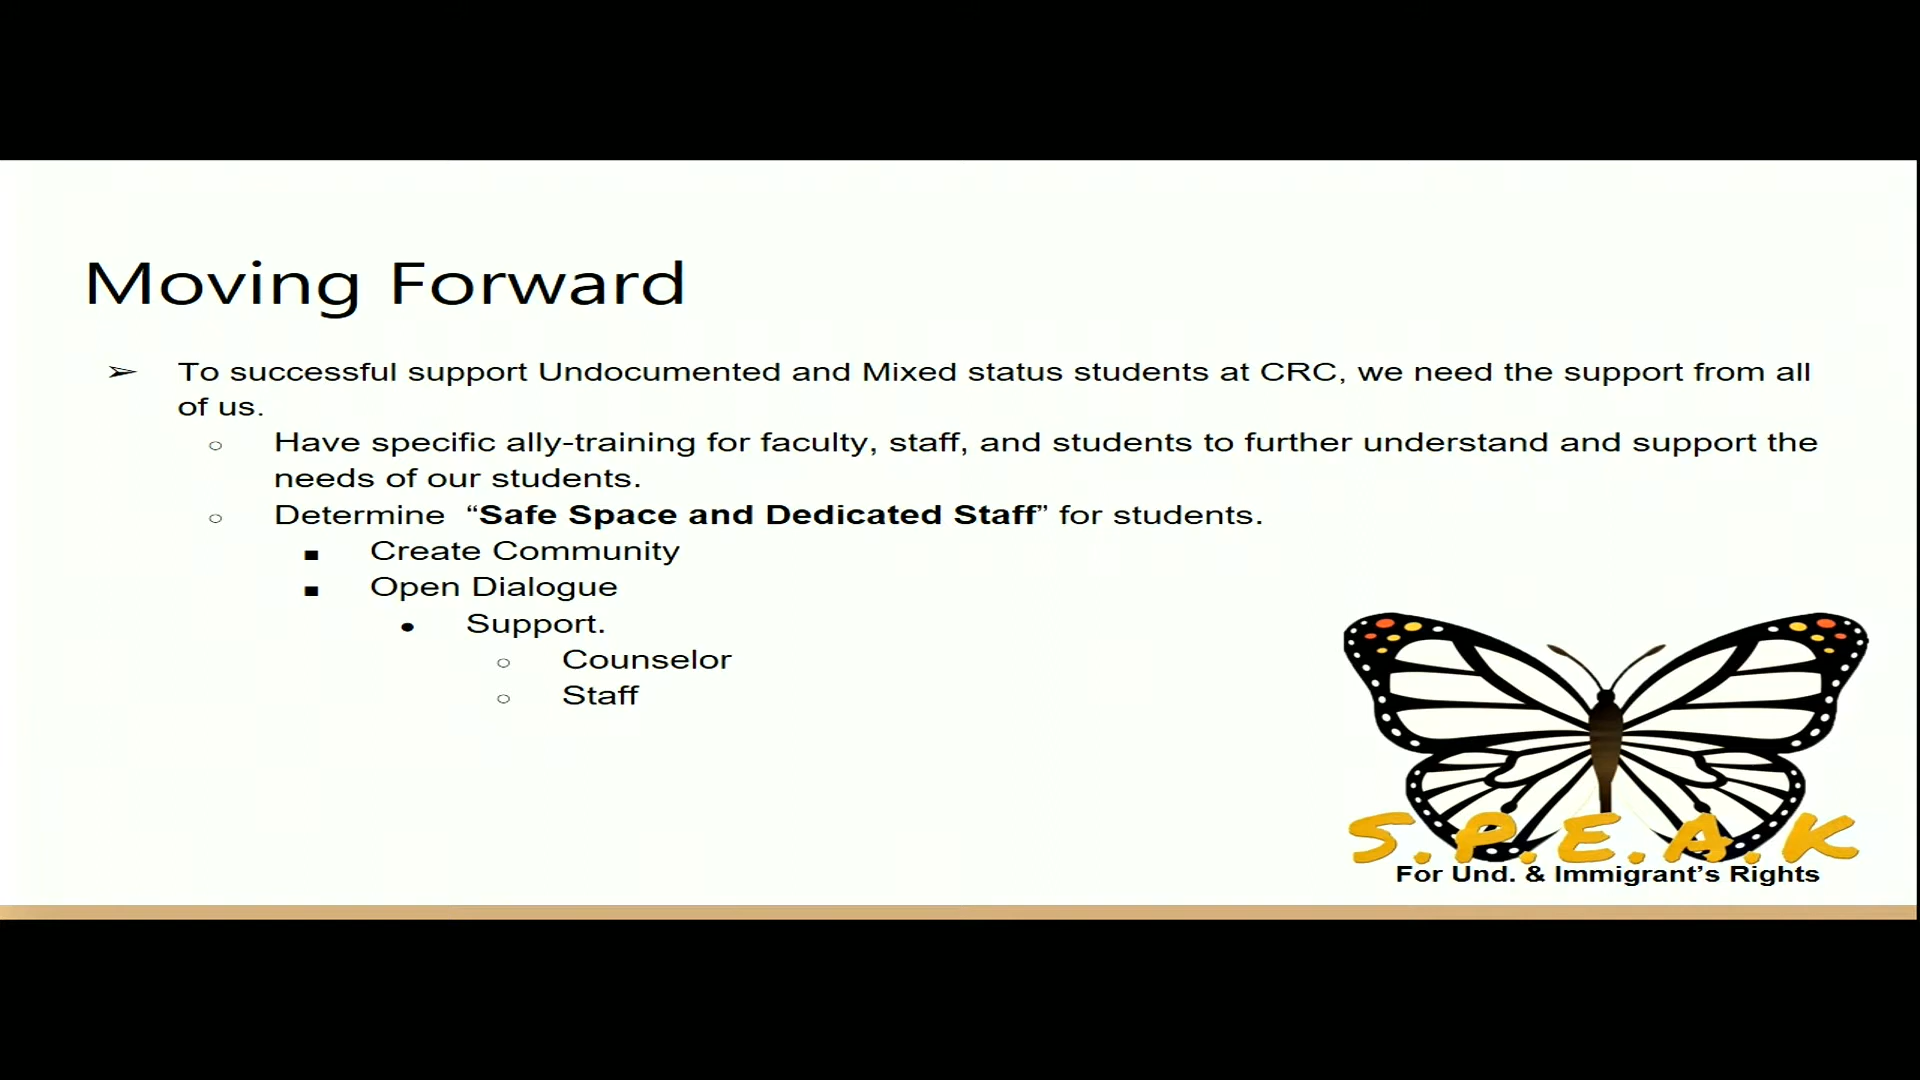 Moving Forward
➢ To successful support Undocumented and Mixed status students at CRC, we need the support from all
of us.
○ Have specific ally-training for faculty, staff, and students to further understand and support the
needs of our students.
○ Determine “Safe Space and Dedicated Staff” for students.
■ Create Community
■ Open Dialogue
● Support.
○ Counselor
○ Staff
S.P.E.A.K
For Und. & Immigrant’s Rights